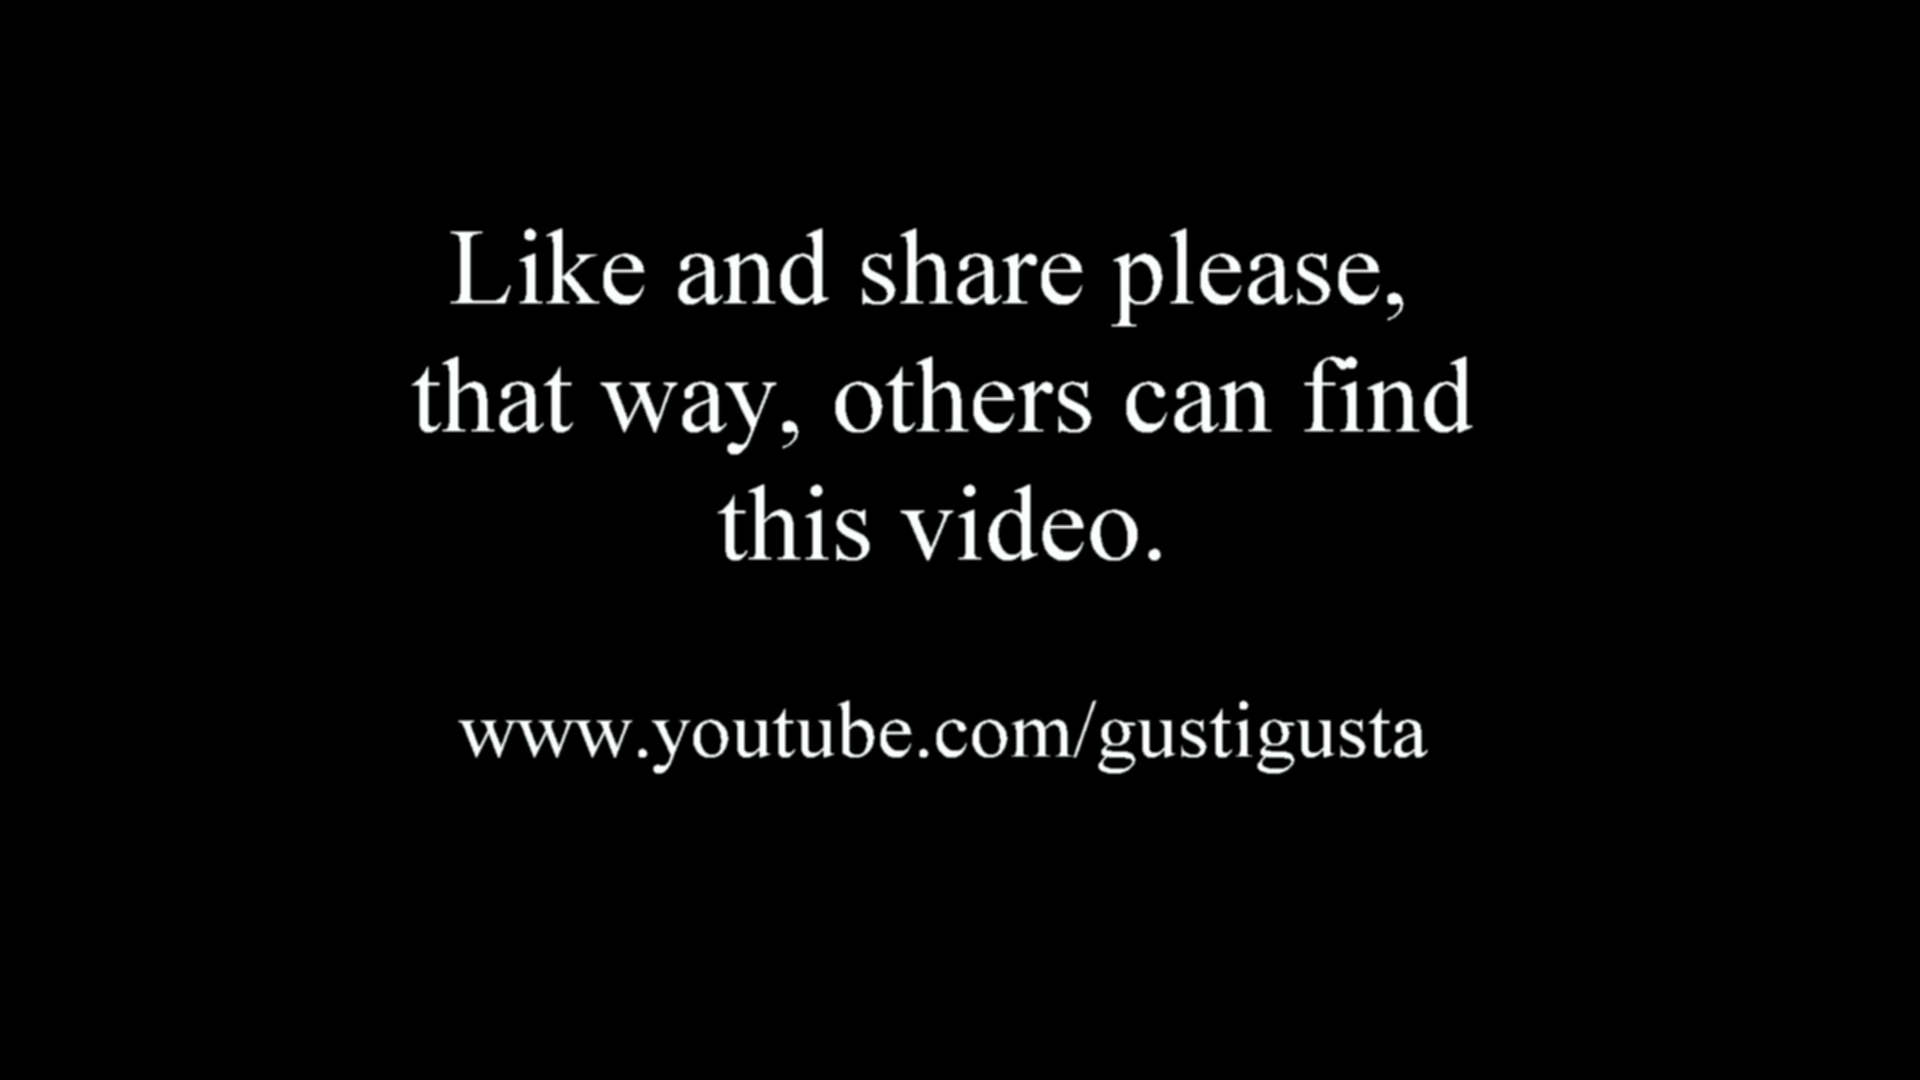 Like and share please,
that way, others can find
this video.
www.youtube.com/gustigusta